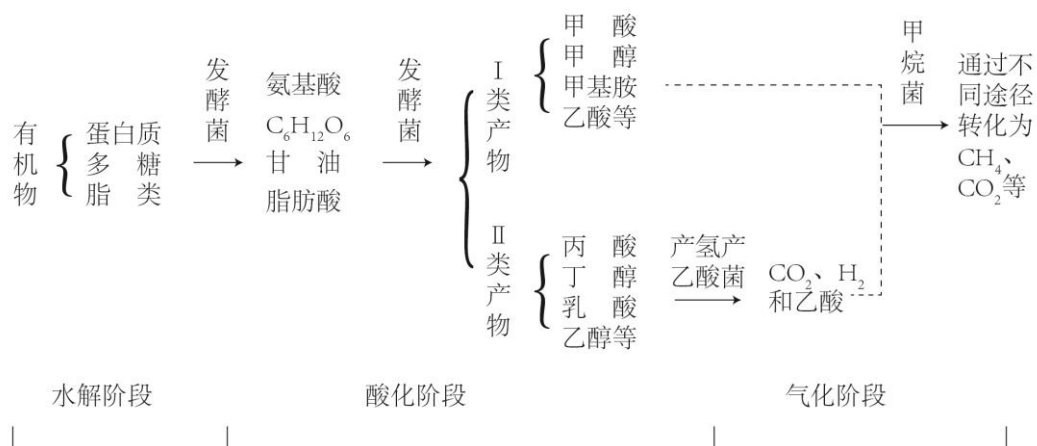 有机物
蛋白质
多 糖
脂 类
发酵菌
氨基酸
C₆H₁₂O₆
甘 油
脂肪酸
发酵菌
Ⅰ类产物
甲 酸
甲 醇
甲基胺
乙酸等
Ⅱ类产物
丙 酸
丁 醇
乳 酸
乙醇等
产氢产
乙酸菌
CO₂、H₂
和乙酸
甲烷菌
通过不
同途径
转化为
CH₄、
CO₂等
水解阶段
酸化阶段
气化阶段